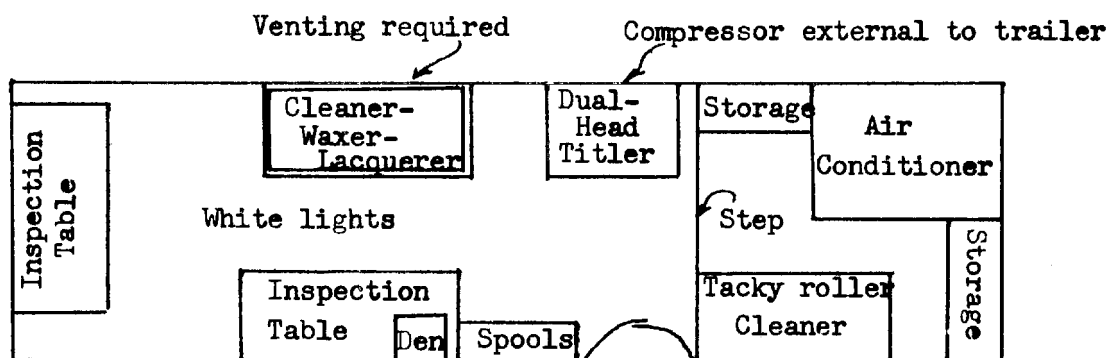 Venting required
Compressor external to trailer
Inspection
Table
Cleaner-
Waxer-
Lacquerer
Dual-
Head
Titler
Storage
Air
Conditioner
White lights
Step
Storage
Inspection
Table
Den
Spools
Tacky roller
Cleaner